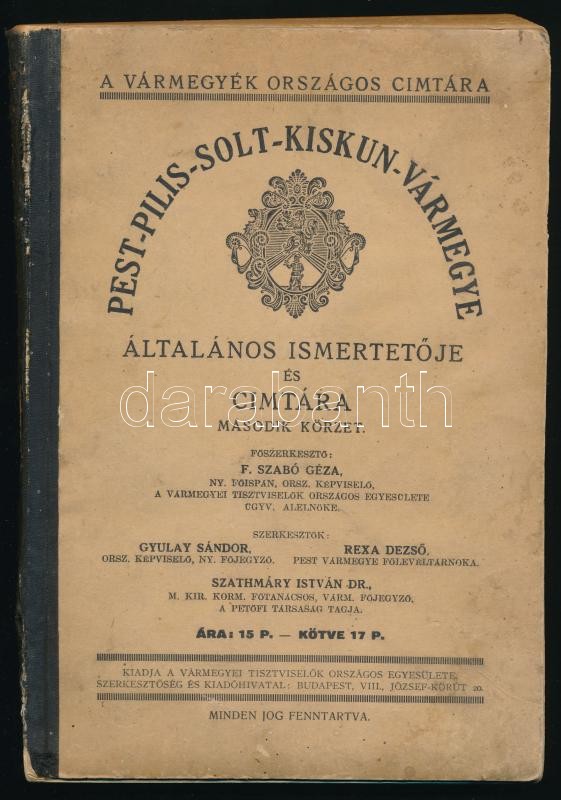 A VÁRMEGYÉK ORSZÁGOS CIMTÁRA
PEST-PILIS-SOLT-KISKUN-VÁRMEGYE
ÁLTALÁNOS ISMERTETŐJE
ÉS
CIMTÁRA
darabanth
MÁSODIK KÖRZET.
FŐSZERKESZTŐ:
F. SZABÓ GÉZA,
NY. FŐISPÁN, ORSZ. KÉPVISELŐ,
A VÁRMEGYEI TISZTVISELŐK ORSZÁGOS EGYESÜLETE
ÜGYV. ALELNÖKE.
SZERKESZTŐK:
GYULAY SÁNDOR, REXA DEZSŐ,
ORSZ. KÉPVISELŐ, NY. FŐJEGYZŐ. PEST VÁRMEGYE FŐLEVÉLTÁRNOKA.
SZATHMÁRY ISTVÁN DR.,
M. KIR. KORM. FŐTANÁCSOS, VÁRM. FŐJEGYZŐ,
A PETŐFI TÁRSASÁG TAGJA.
ÁRA: 15 P. — KÖTVE 17 P.
KIADJA A VÁRMEGYEI TISZTVISELŐK ORSZÁGOS EGYESÜLETE,
SZERKESZTŐSÉG ÉS KIADÓHIVATAL: BUDAPEST, VIII., JÓZSEF-KÖRÚT 20.
MINDEN JOG FENNTARTVA.